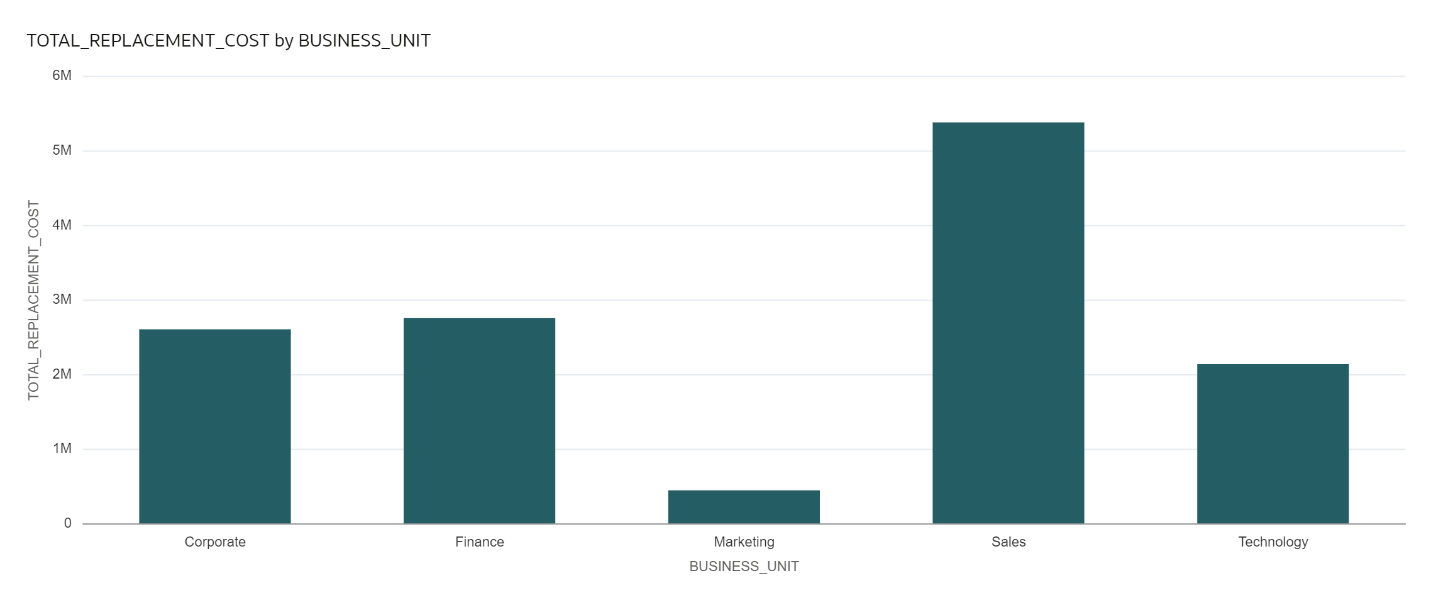 TOTAL_REPLACEMENT_COST by BUSINESS_UNIT
6M
5M
4M
3M
2M
1M
0
TOTAL_REPLACEMENT_COST
Corporate
Finance
Marketing
Sales
Technology
BUSINESS_UNIT